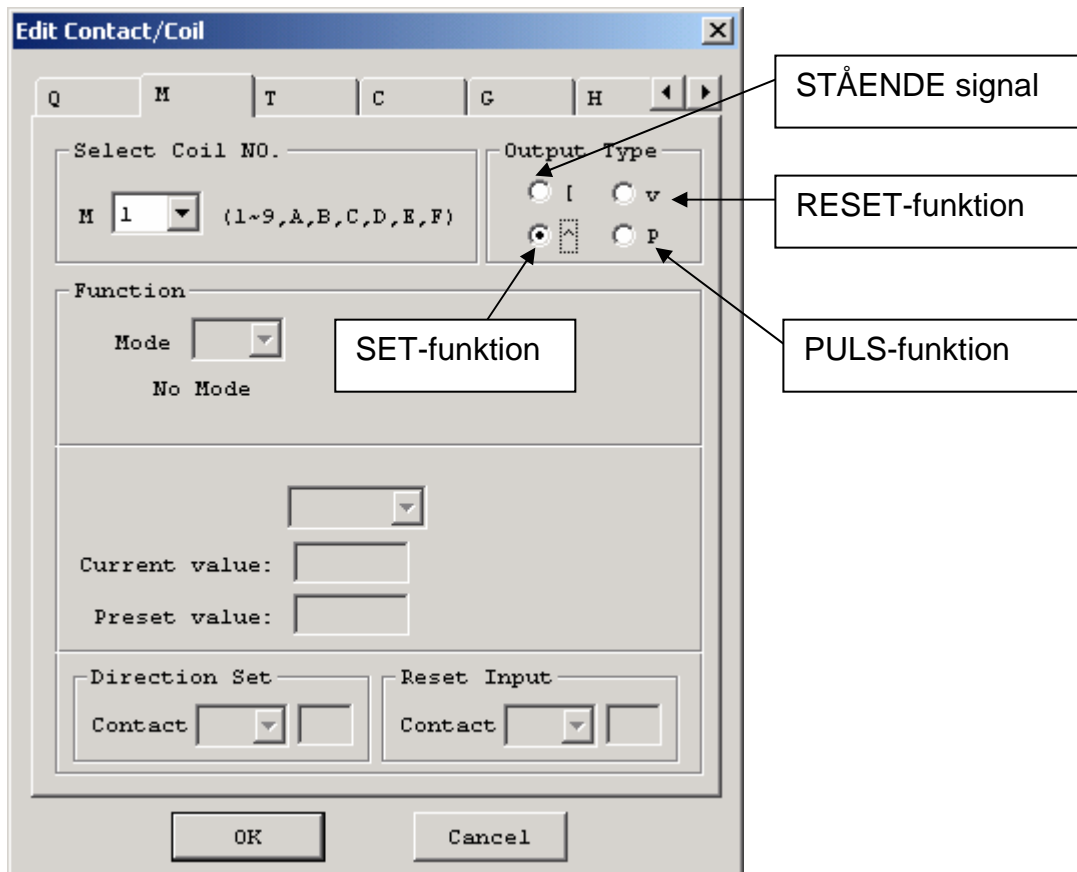 Edit Contact/Coil
Q M T C G H
STÅENDE signal
Select Coil NO.
Output Type
[ v
M 1 (1~9,A,B,C,D,E,F)
^ P
RESET-funktion
Function
Mode
No Mode
SET-funktion
PULS-funktion
Current value:
Preset value:
Direction Set
Contact
Reset Input
Contact
OK
Cancel